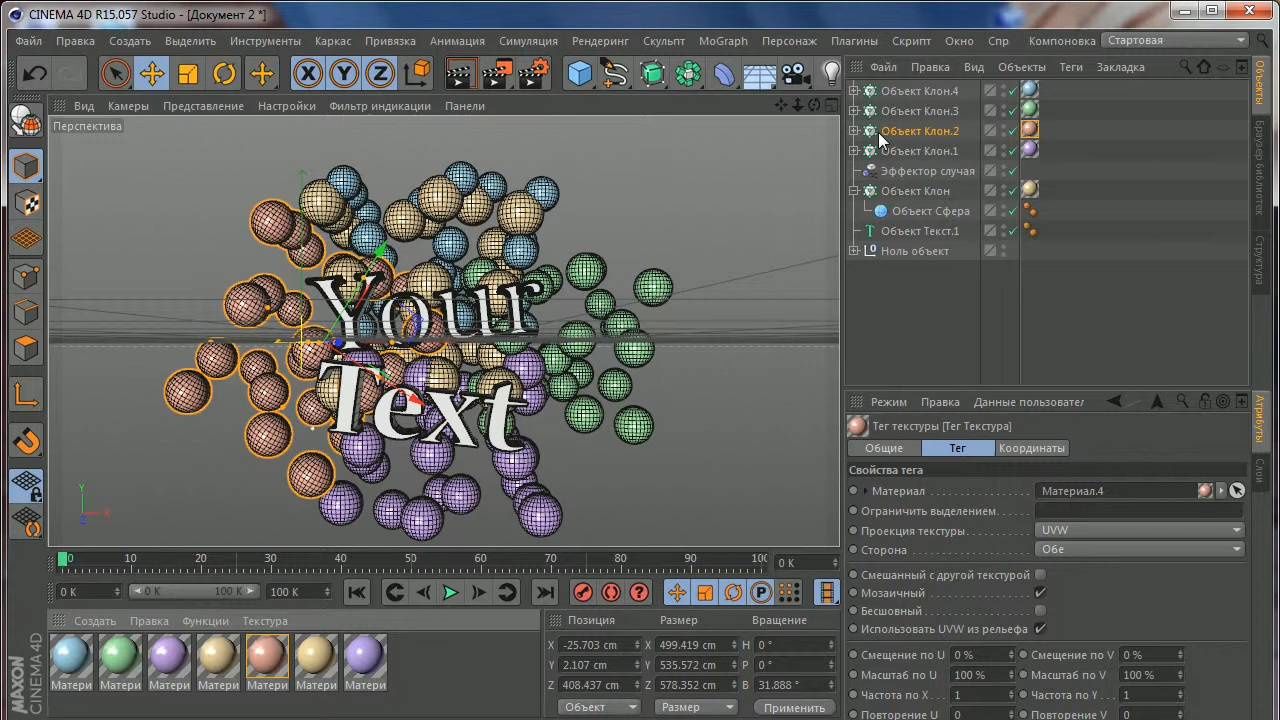 CINEMA 4D R15.057 Studio - [Документ 2 *]
Файл Правка Создать Выделить Инструменты Каркас Привязка Анимация Симуляция Рендеринг Скульпт MoGraph Персонаж Плагины Скрипт Окно Спр Компоновка Стартовая
X Y Z
Файл Правка Вид Объекты Теги Закладка
Вид Камеры Представление Настройки Фильтр индикации Панели
Перспектива
Объект Клон.4
Объект Клон.3
Объект Клон.2
Объект Клон.1
Эффектор случая
Объект Клон
Объект Сфера
Объект Текст.1
Ноль объект
Объекты
Браузер библиотек
Структура
Your
Text
Y
X
Z
Режим Правка Данные пользовател
Тег текстуры [Тег Текстура]
Общие Тег Координаты
Свойства тега
Материал Материал.4
Ограничить выделением
Проекция текстуры UVW
Сторона Обе
Смешанный с другой текстурой
Мозаичный
Бесшовный
Использовать UVW из рельефа
Смещение по U 0 % Смещение по V 0 %
Масштаб по U 100 % Масштаб по V 100 %
Частота по X 1 Частота по Y 1
Повторение U 0 Повторение V 0
Атрибуты
Слои
0 10 20 30 40 50 60 70 80 90 100 0 K
0 K 0 K 100 K 100 K
Создать Правка Функции Текстура
Матери Матери Матери Матери Матери Матери Матери
Позиция Размер Вращение
X -25.703 cm X 499.419 cm H 0 °
Y 2.107 cm Y 535.572 cm P 0 °
Z 408.437 cm Z 578.352 cm B 31.888 °
Объект Размер Применить
MAXON
CINEMA 4D